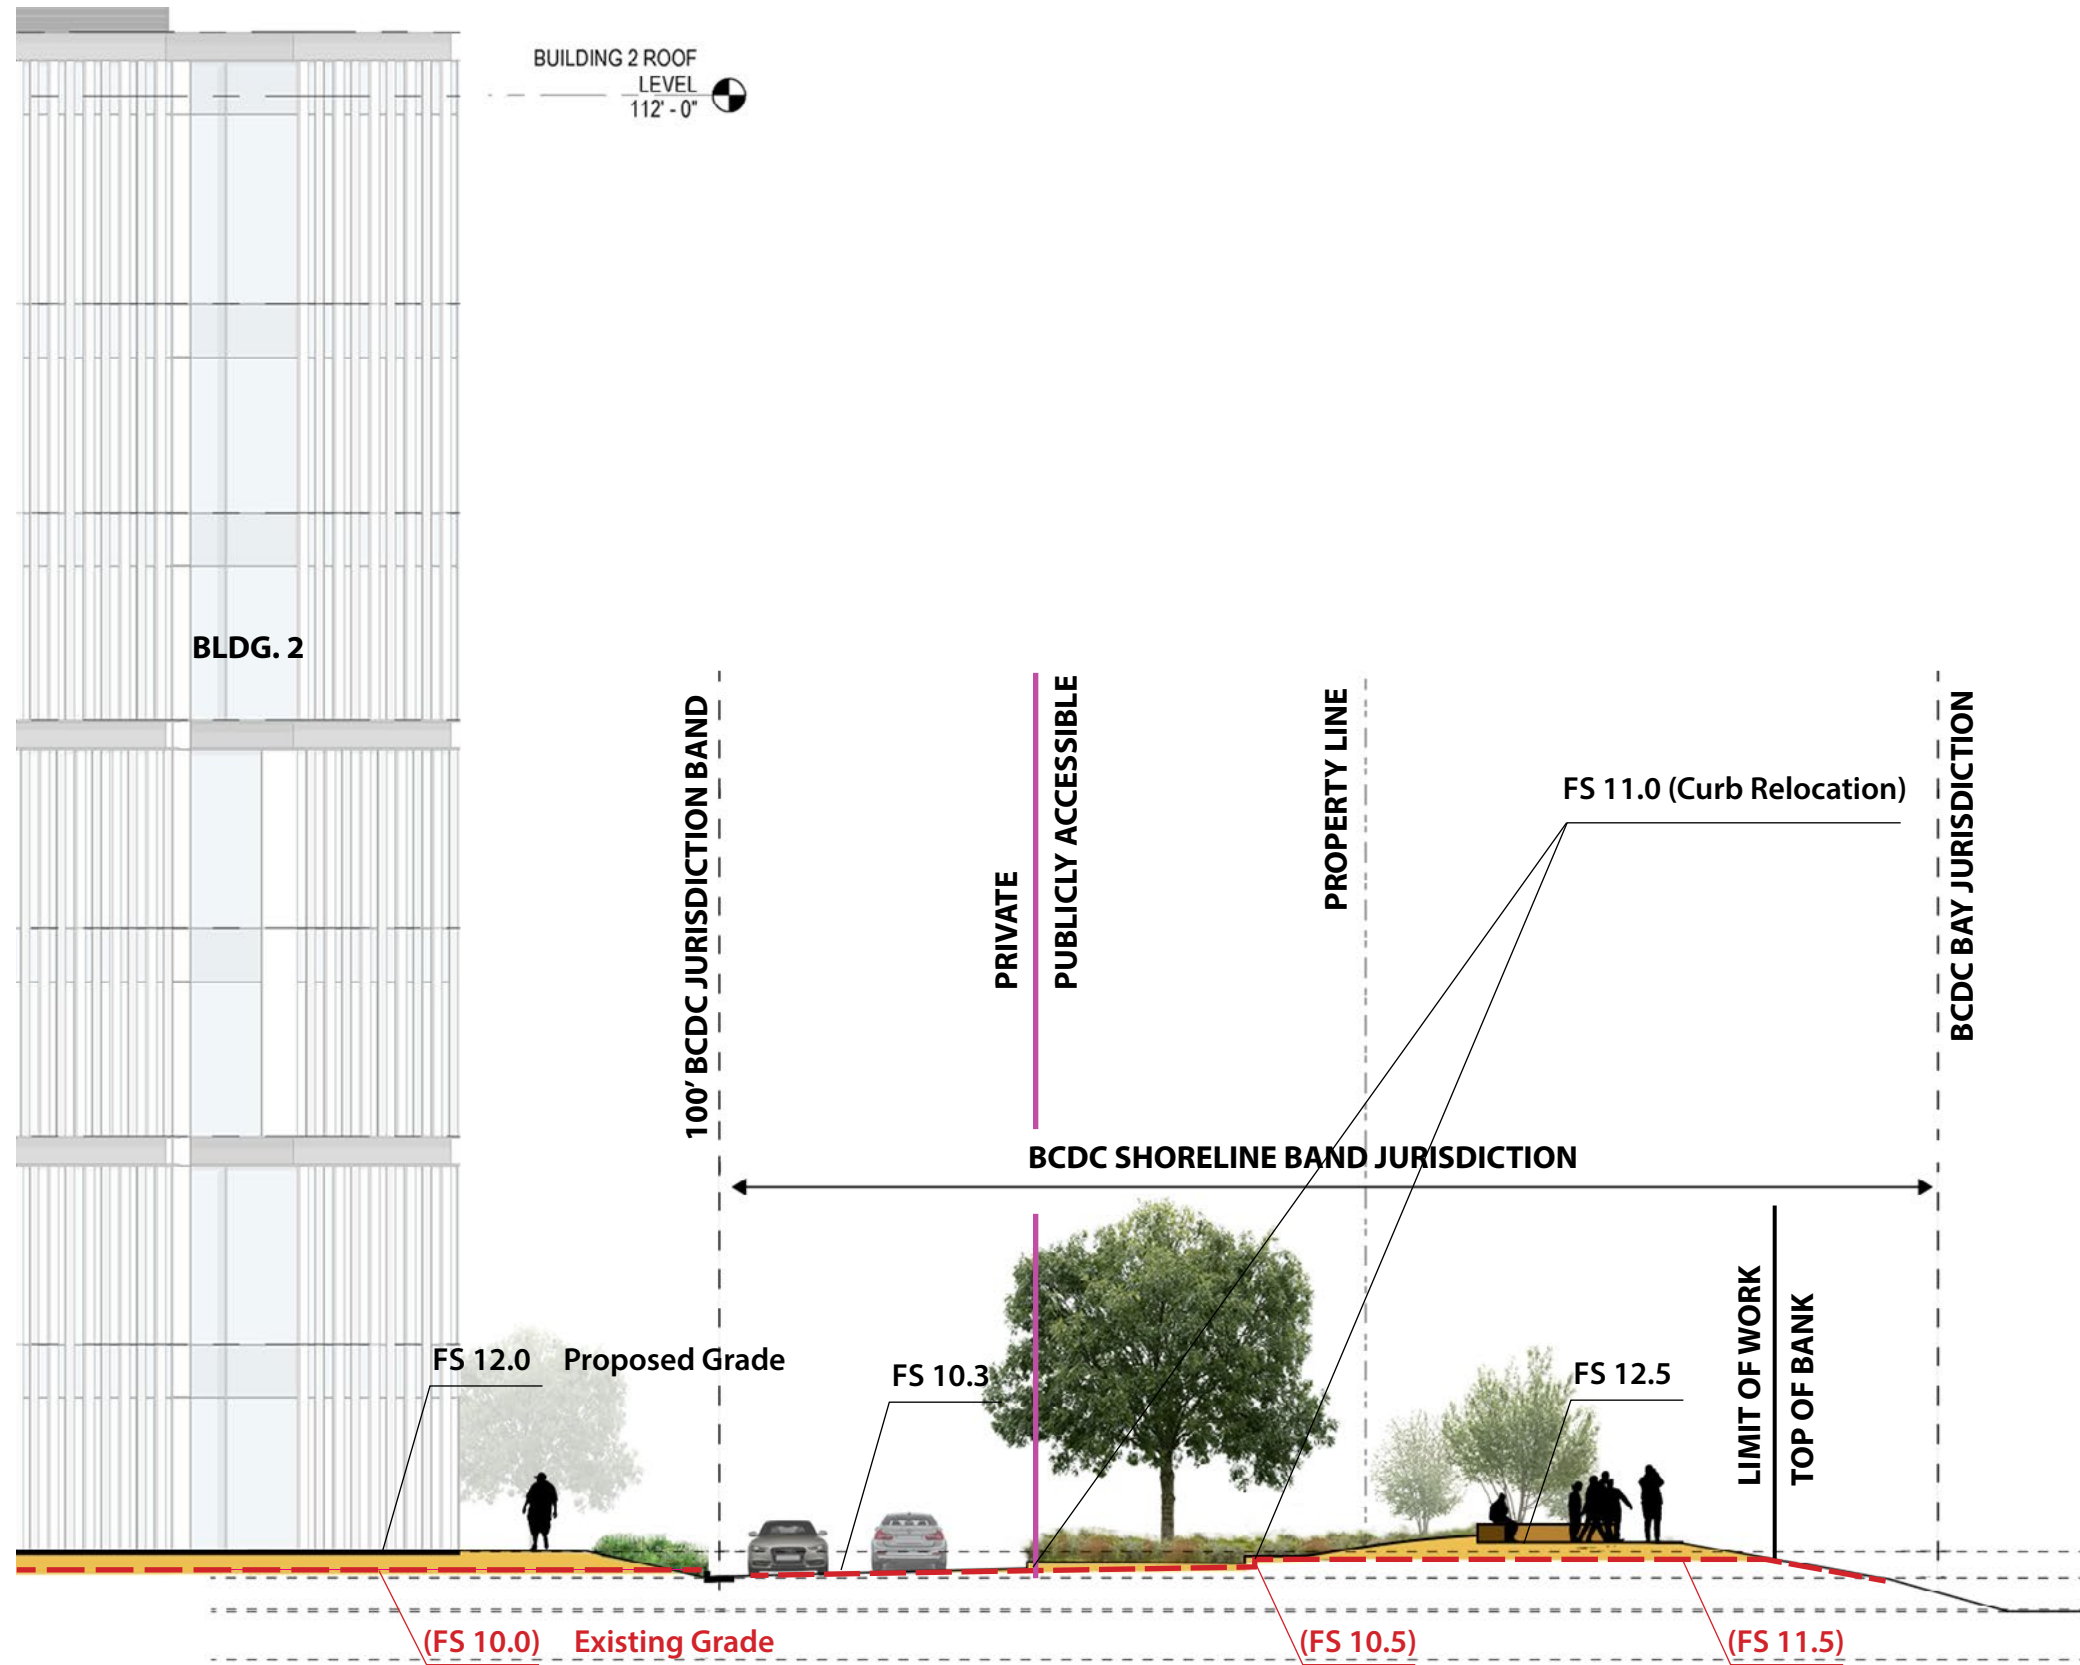 BUILDING 2 ROOF
LEVEL
112' - 0"
BLDG. 2
100' BCDC JURISDICTION BAND
PRIVATE
PUBLICLY ACCESSIBLE
PROPERTY LINE
FS 11.0 (Curb Relocation)
BCDC BAY JURISDICTION
BCDC SHORELINE BAND JURISDICTION
FS 12.0 Proposed Grade
FS 10.3
FS 12.5
LIMIT OF WORK
TOP OF BANK
(FS 10.0) Existing Grade
(FS 10.5)
(FS 11.5)